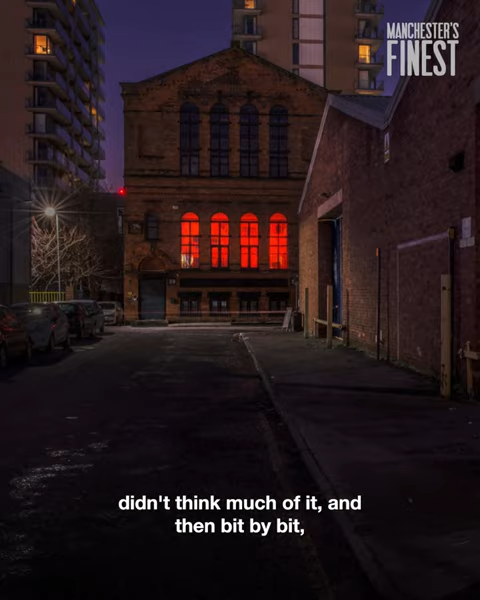 MANCHESTER'S
FINEST
didn't think much of it, and
then bit by bit,